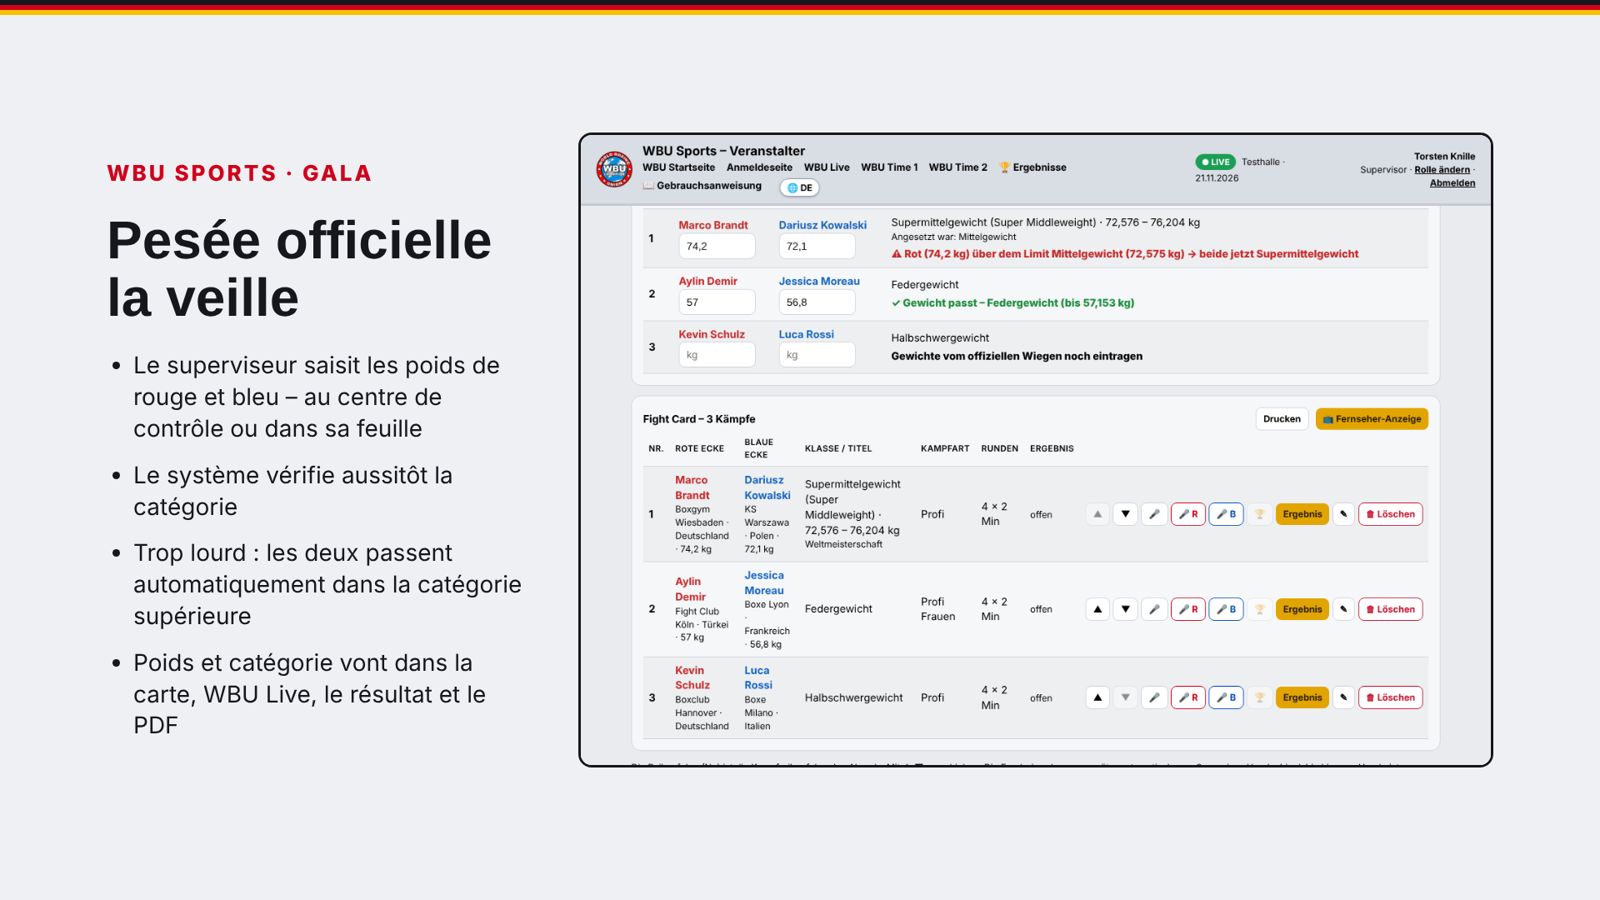 WBU SPORTS · GALA
Pesée officielle
la veille
• Le superviseur saisit les poids de
rouge et bleu – au centre de
contrôle ou dans sa feuille
• Le système vérifie aussitôt la
catégorie
• Trop lourd : les deux passent
automatiquement dans la catégorie
supérieure
• Poids et catégorie vont dans la
carte, WBU Live, le résultat et le
PDF
WBU
WBU Sports – Veranstalter
WBU Startseite Anmeldeseite WBU Live WBU Time 1 WBU Time 2 🏆 Ergebnisse
📖 Gebrauchsanweisung 🌐 DE
● LIVE Testhalle ·
21.11.2026
Torsten Knille
Supervisor · Rolle ändern ·
Abmelden
1 Marco Brandt 74,2 Dariusz Kowalski 72,1
Supermittelgewicht (Super Middleweight) · 72,576 – 76,204 kg
Angesetzt war: Mittelgewicht
⚠ Rot (74,2 kg) über dem Limit Mittelgewicht (72,575 kg) → beide jetzt Supermittelgewicht
2 Aylin Demir 57 Jessica Moreau 56,8
Federgewicht
✓ Gewicht passt – Federgewicht (bis 57,153 kg)
3 Kevin Schulz kg Luca Rossi kg
Halbschwergewicht
Gewichte vom offiziellen Wiegen noch eintragen
Fight Card – 3 Kämpfe
Drucken 📺 Fernseher-Anzeige
NR. ROTE ECKE BLAUE ECKE KLASSE / TITEL KAMPFART RUNDEN ERGEBNIS
1
Marco
Brandt
Boxgym
Wiesbaden ·
Deutschland
· 74,2 kg
Dariusz
Kowalski
KS
Warszawa
· Polen ·
72,1 kg
Supermittelgewicht
(Super
Middleweight) ·
72,576 – 76,204 kg
Weltmeisterschaft
Profi
4 × 2
Min
offen
▲ ▼ 🎤 🎤 R 🎤 B 🏆 Ergebnis ✎ 🗑 Löschen
2
Aylin
Demir
Fight Club
Köln · Türkei
· 57 kg
Jessica
Moreau
Boxe Lyon
·
Frankreich
· 56,8 kg
Federgewicht
Profi
Frauen
4 × 2
Min
offen
▲ ▼ 🎤 🎤 R 🎤 B 🏆 Ergebnis ✎ 🗑 Löschen
3
Kevin
Schulz
Boxclub
Hannover ·
Deutschland
Luca
Rossi
Boxe
Milano ·
Italien
Halbschwergewicht
Profi
4 × 2
Min
offen
▲ ▼ 🎤 🎤 R 🎤 B 🏆 Ergebnis ✎ 🗑 Löschen